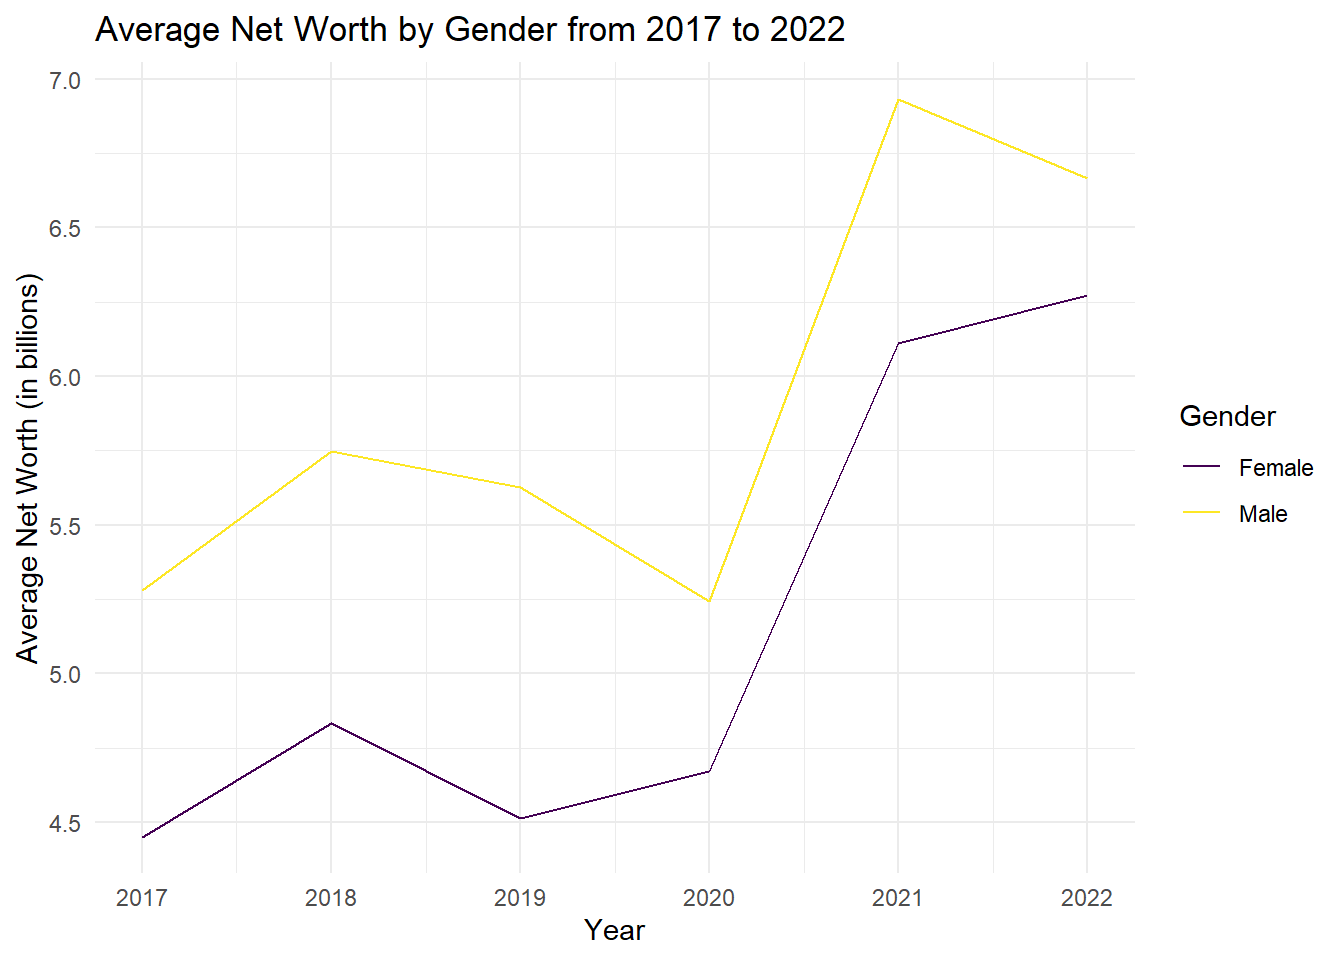 Average Net Worth by Gender from 2017 to 2022
7.0
6.5
6.0
5.5
5.0
4.5
Average Net Worth (in billions)
2017 2018 2019 2020 2021 2022
Year
Gender
Female
Male